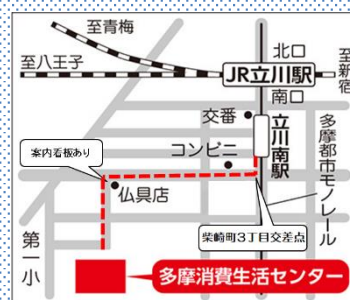 至青梅
至八王子
北口
JR立川駅
至新宿
南口
交番
立川南駅
多摩都市モノレール
コンビニ
案内看板あり
仏具店
柴崎町3丁目交差点
第一小
多摩消費生活センター